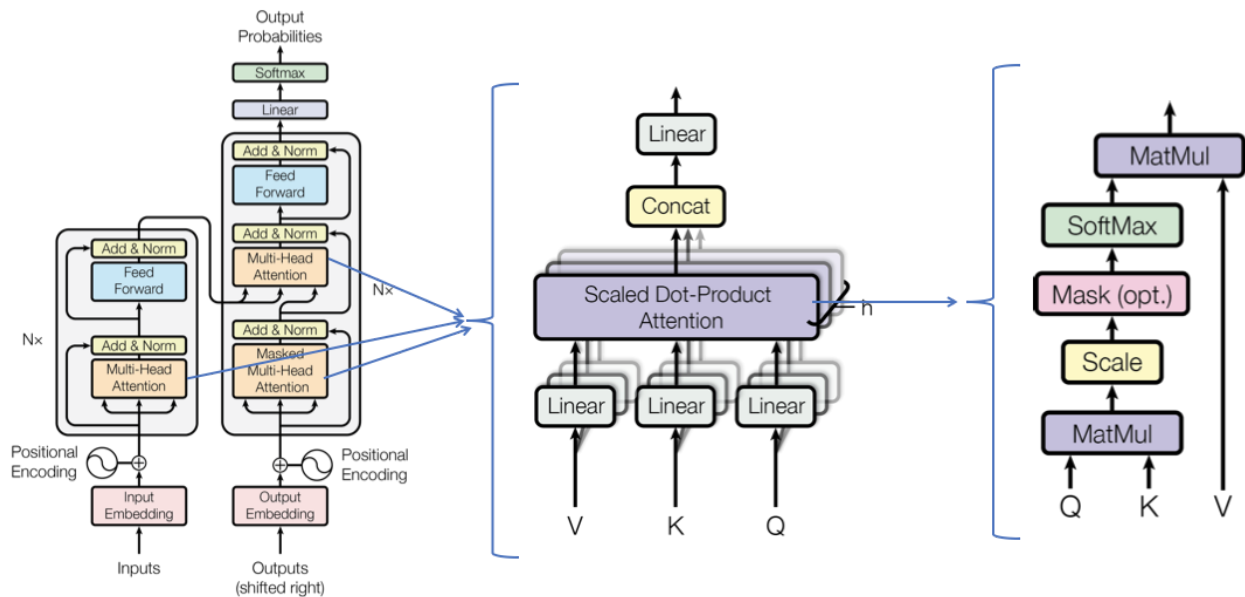 Output
Probabilities
Softmax
Linear
Add & Norm
Feed
Forward
Add & Norm
Multi-Head
Attention
N×
Add & Norm
Masked
Multi-Head
Attention
Add & Norm
Feed
Forward
N×
Add & Norm
Multi-Head
Attention
Positional
Encoding
Positional
Encoding
Input
Embedding
Output
Embedding
Inputs
Outputs
(shifted right)
Linear
Concat
Scaled Dot-Product
Attention
h
Linear
Linear
Linear
V
K
Q
MatMul
SoftMax
Mask (opt.)
Scale
MatMul
Q
K
V